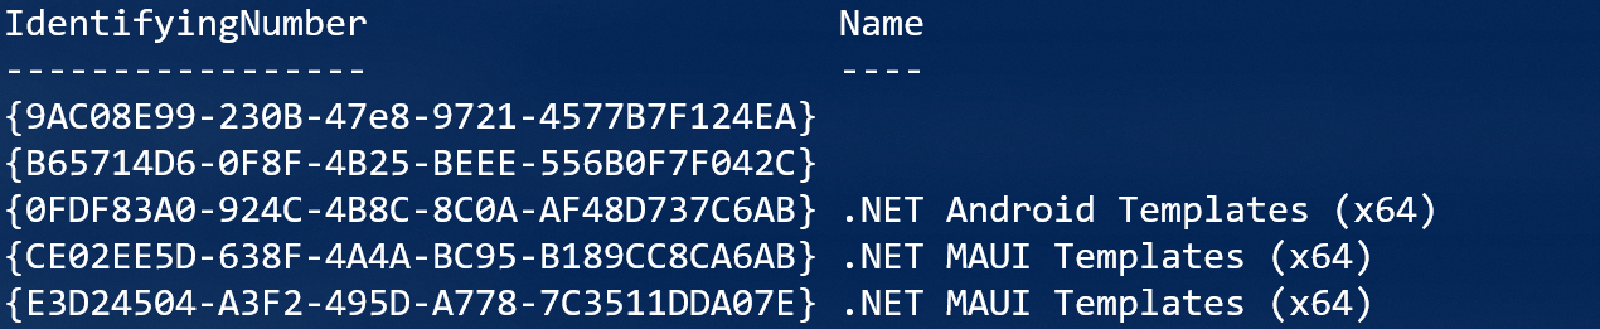 IdentifyingNumber                      Name
-----------------                      ----
{9AC08E99-230B-47e8-9721-4577B7F124EA}
{B65714D6-0F8F-4B25-BEEE-556B0F7F042C}
{0FDF83A0-924C-4B8C-8C0A-AF48D737C6AB} .NET Android Templates (x64)
{CE02EE5D-638F-4A4A-BC95-B189CC8CA6AB} .NET MAUI Templates (x64)
{E3D24504-A3F2-495D-A778-7C3511DDA07E} .NET MAUI Templates (x64)